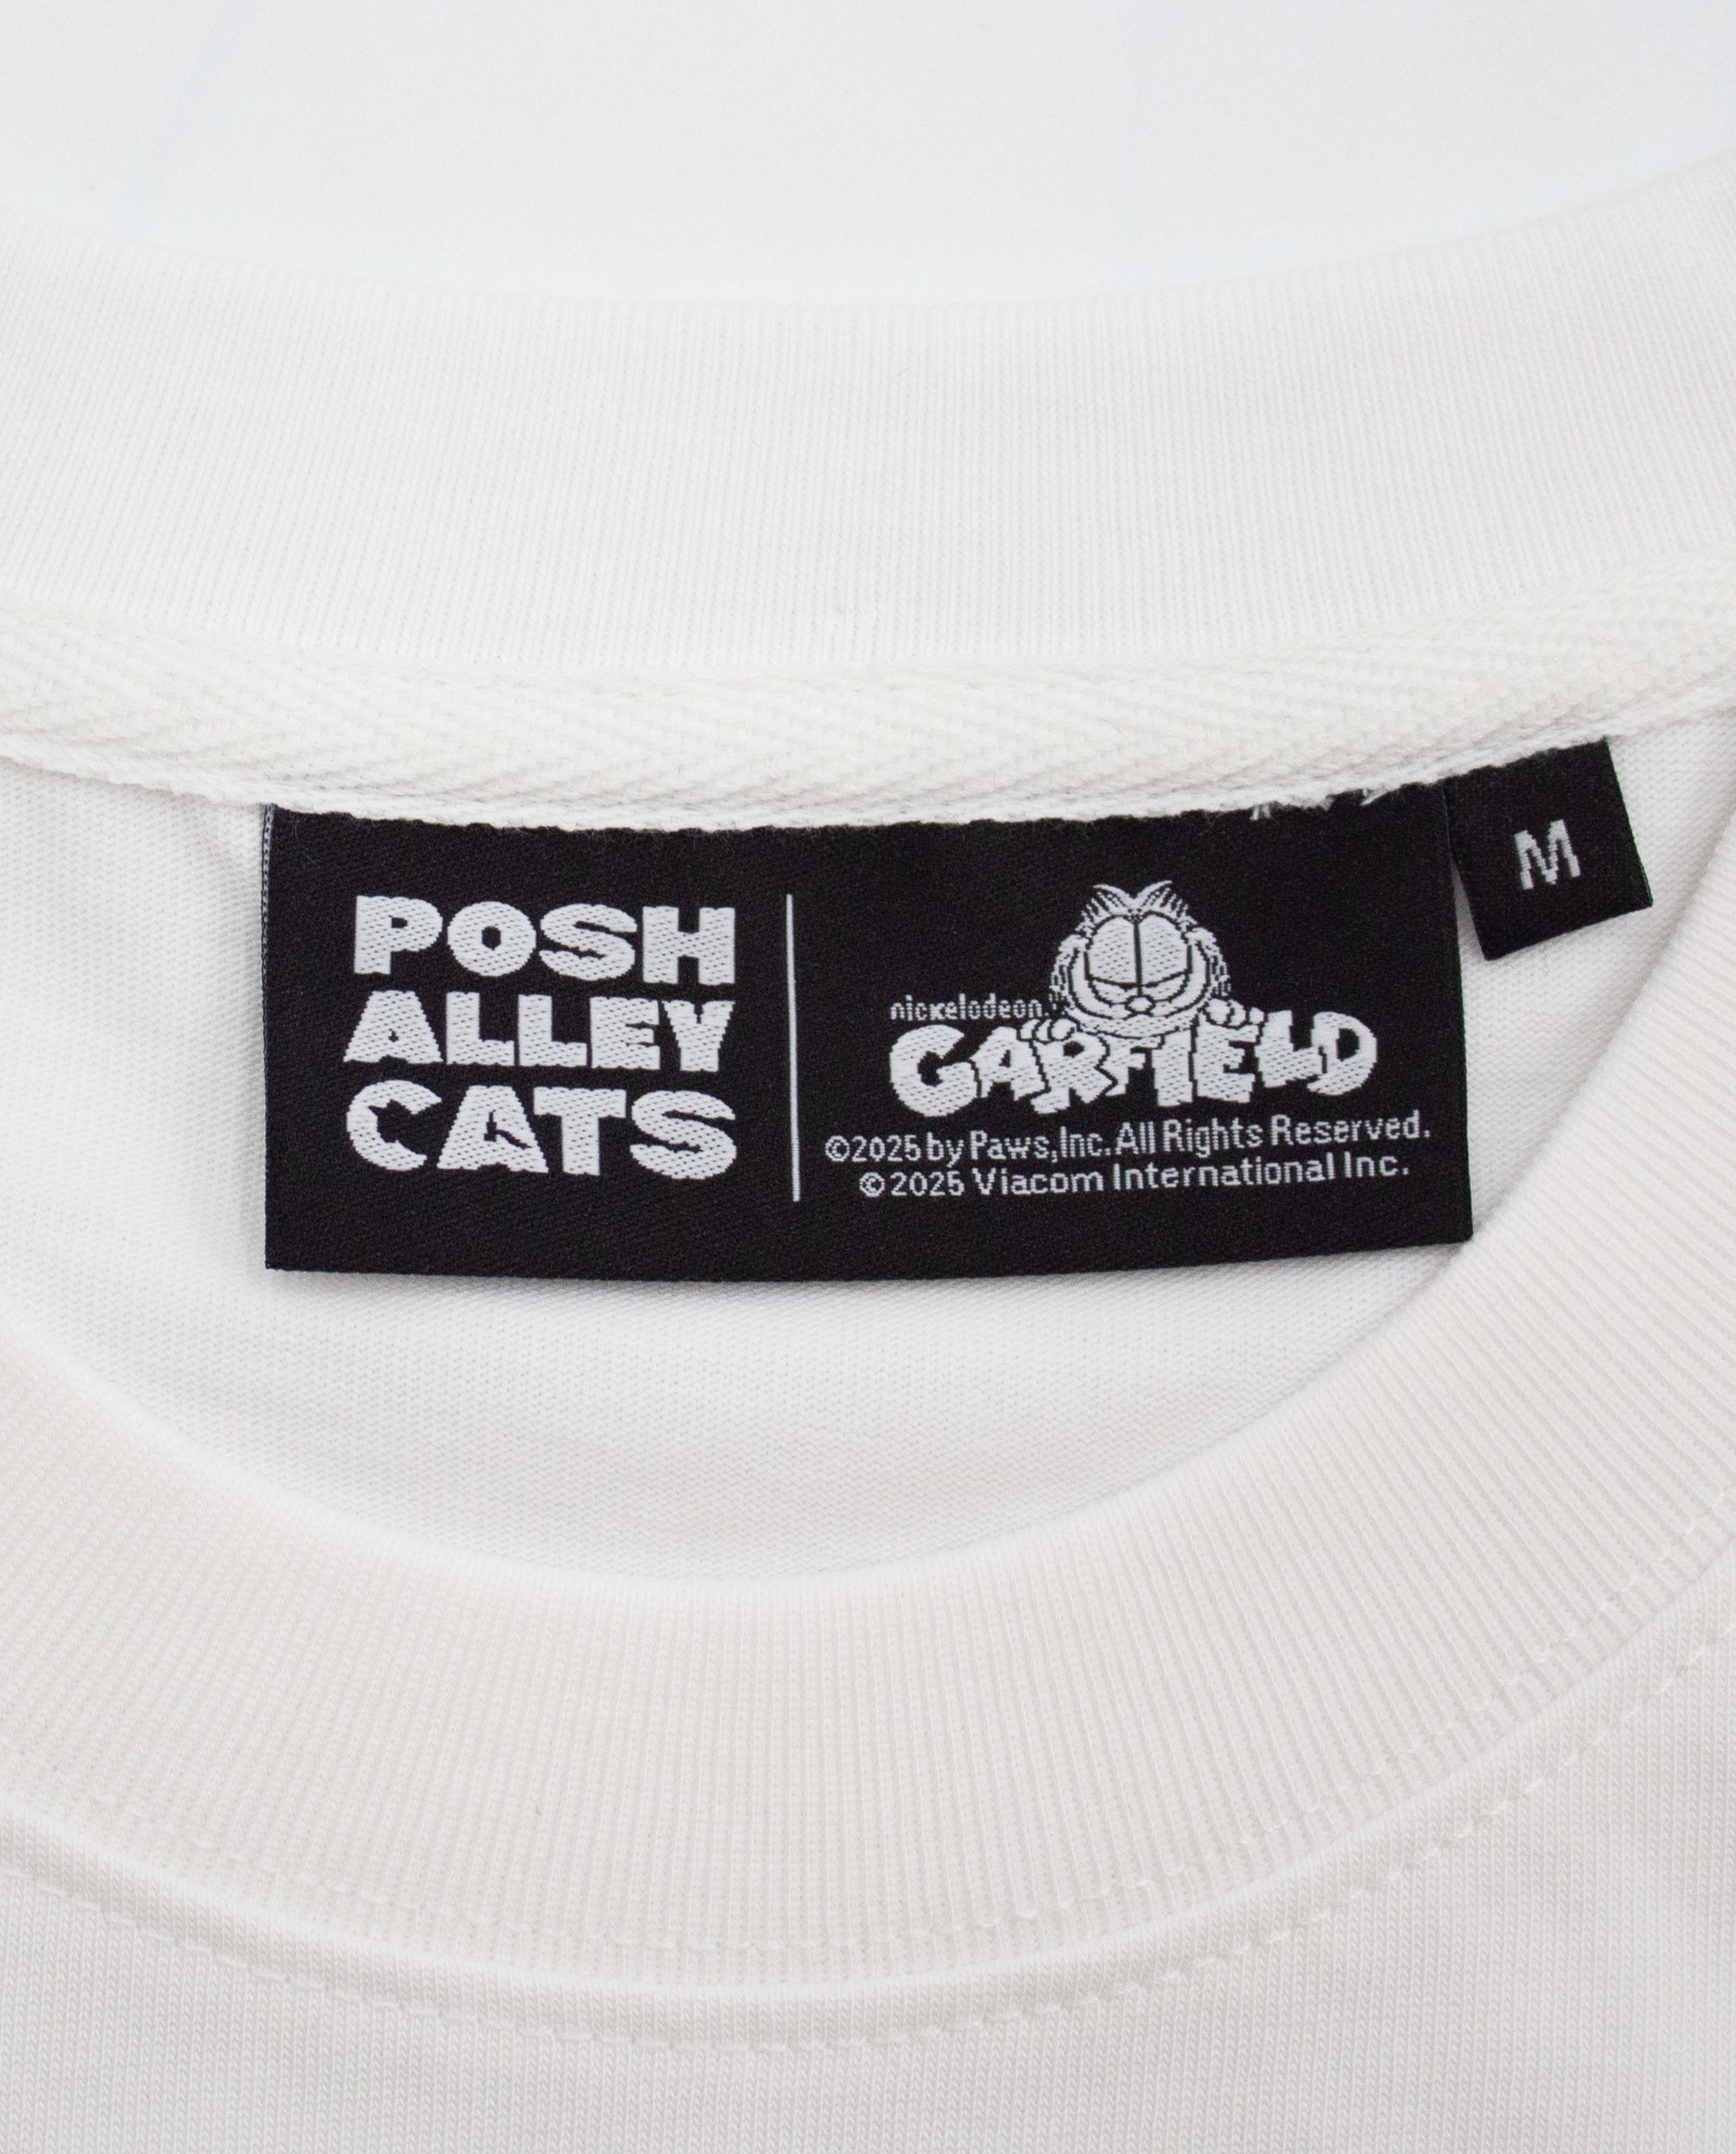 POSH
ALLEY
CATS
nickelodeon
GARFIELD
©2025 by Paws, Inc. All Rights Reserved.
©2025 Viacom International Inc.
M